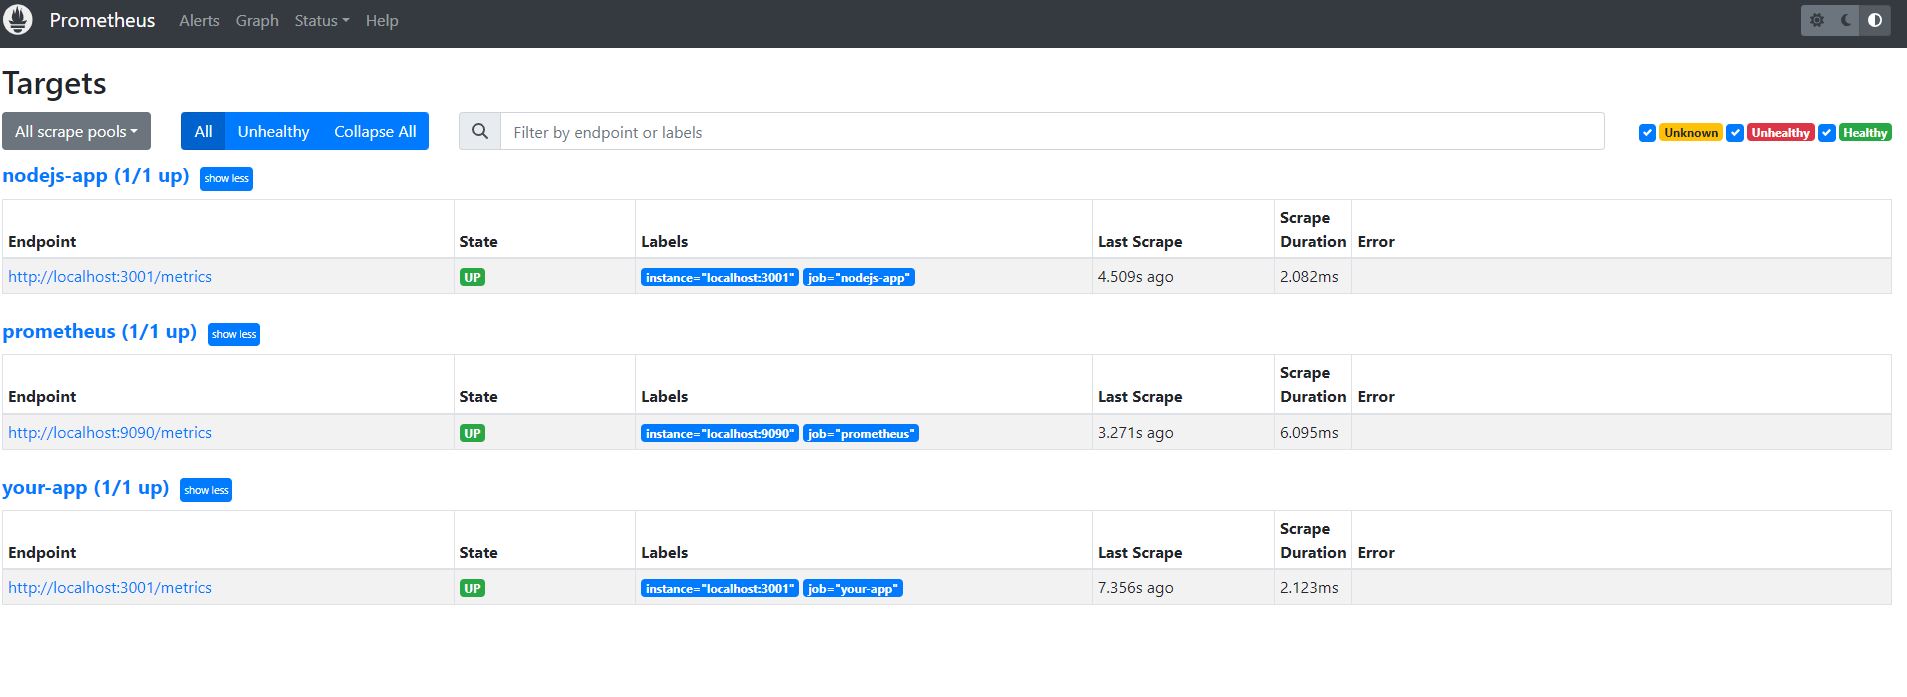 Prometheus Alerts Graph Status Help
Targets
All scrape pools All Unhealthy Collapse All Filter by endpoint or labels Unknown Unhealthy Healthy
nodejs-app (1/1 up) show less
Endpoint State Labels Last Scrape Scrape Duration Error
http://localhost:3001/metrics UP instance="localhost:3001" job="nodejs-app" 4.509s ago 2.082ms
prometheus (1/1 up) show less
Endpoint State Labels Last Scrape Scrape Duration Error
http://localhost:9090/metrics UP instance="localhost:9090" job="prometheus" 3.271s ago 6.095ms
your-app (1/1 up) show less
Endpoint State Labels Last Scrape Scrape Duration Error
http://localhost:3001/metrics UP instance="localhost:3001" job="your-app" 7.356s ago 2.123ms